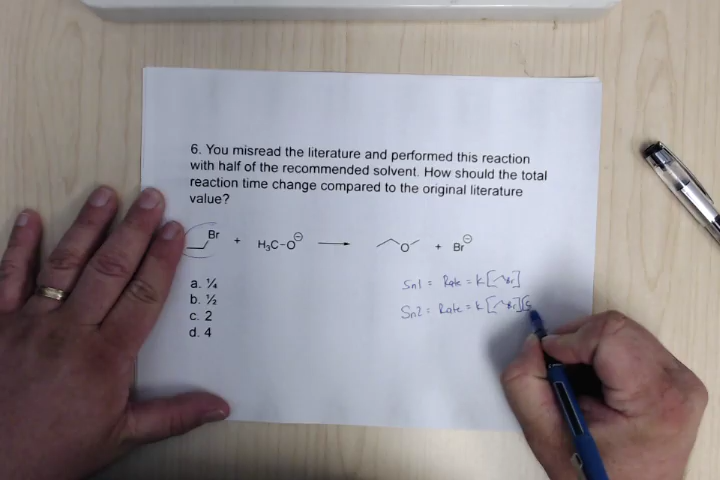 6. You misread the literature and performed this reaction
with half of the recommended solvent. How should the total
reaction time change compared to the original literature
value?
Br + H₃C-O⊖ ⟶ O + Br⊖
a. ¼
b. ½
c. 2
d. 4
Sn1 = Rate = k[Br]
Sn2 = Rate = k[Br][